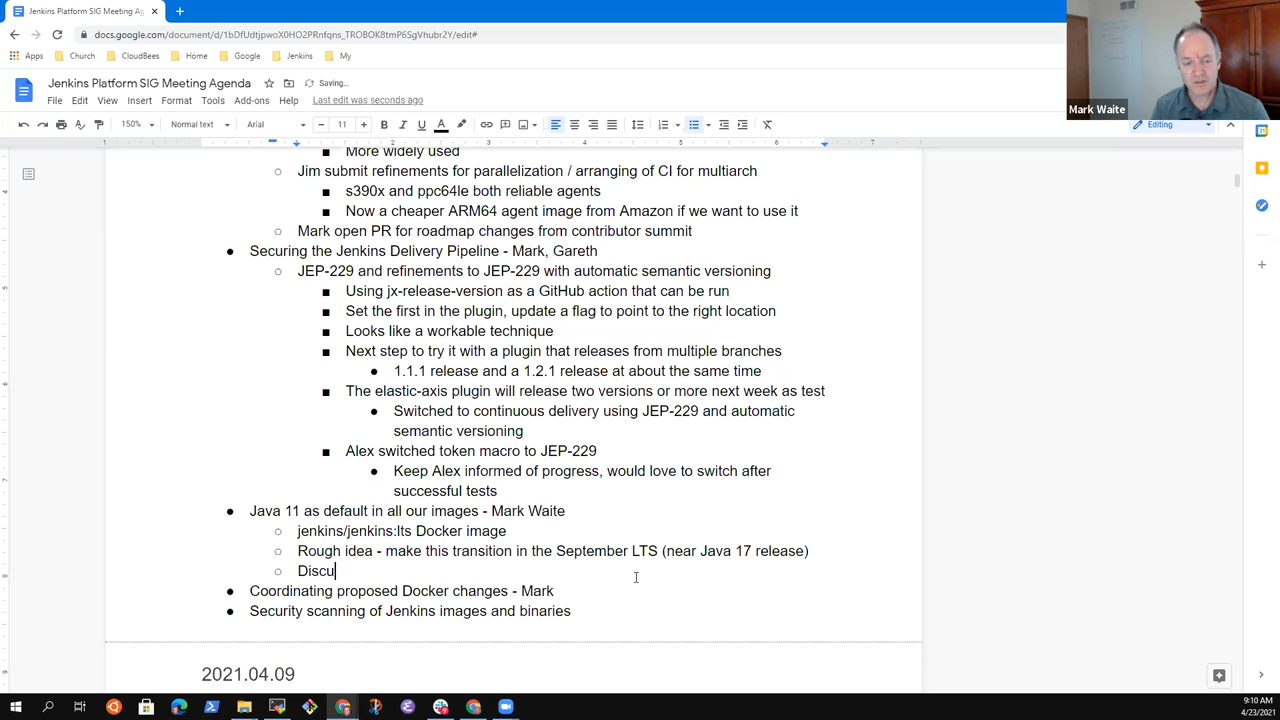 Jenkins Platform SIG Meeting Ag
docs.google.com/document/d/1bDfUdtjpwoX0HO2PRnfqns_TROBOK8tmP6SgVhubr2Y/edit#
Apps Church CloudBees Home Google Jenkins My
Jenkins Platform SIG Meeting Agenda Saving...
File Edit View Insert Format Tools Add-ons Help Last edit was seconds ago
Mark Waite
150% Normal text Arial 11 Editing
1 1 2 3 4 5 6 7
More widely used
Jim submit refinements for parallelization / arranging of CI for multiarch
s390x and ppc64le both reliable agents
Now a cheaper ARM64 agent image from Amazon if we want to use it
Mark open PR for roadmap changes from contributor summit
Securing the Jenkins Delivery Pipeline - Mark, Gareth
JEP-229 and refinements to JEP-229 with automatic semantic versioning
Using jx-release-version as a GitHub action that can be run
Set the first in the plugin, update a flag to point to the right location
Looks like a workable technique
Next step to try it with a plugin that releases from multiple branches
1.1.1 release and a 1.2.1 release at about the same time
The elastic-axis plugin will release two versions or more next week as test
Switched to continuous delivery using JEP-229 and automatic
semantic versioning
Alex switched token macro to JEP-229
Keep Alex informed of progress, would love to switch after
successful tests
Java 11 as default in all our images - Mark Waite
jenkins/jenkins:lts Docker image
Rough idea - make this transition in the September LTS (near Java 17 release)
Discu
Coordinating proposed Docker changes - Mark
Security scanning of Jenkins images and binaries
2021.04.09
9:10 AM
4/23/2021